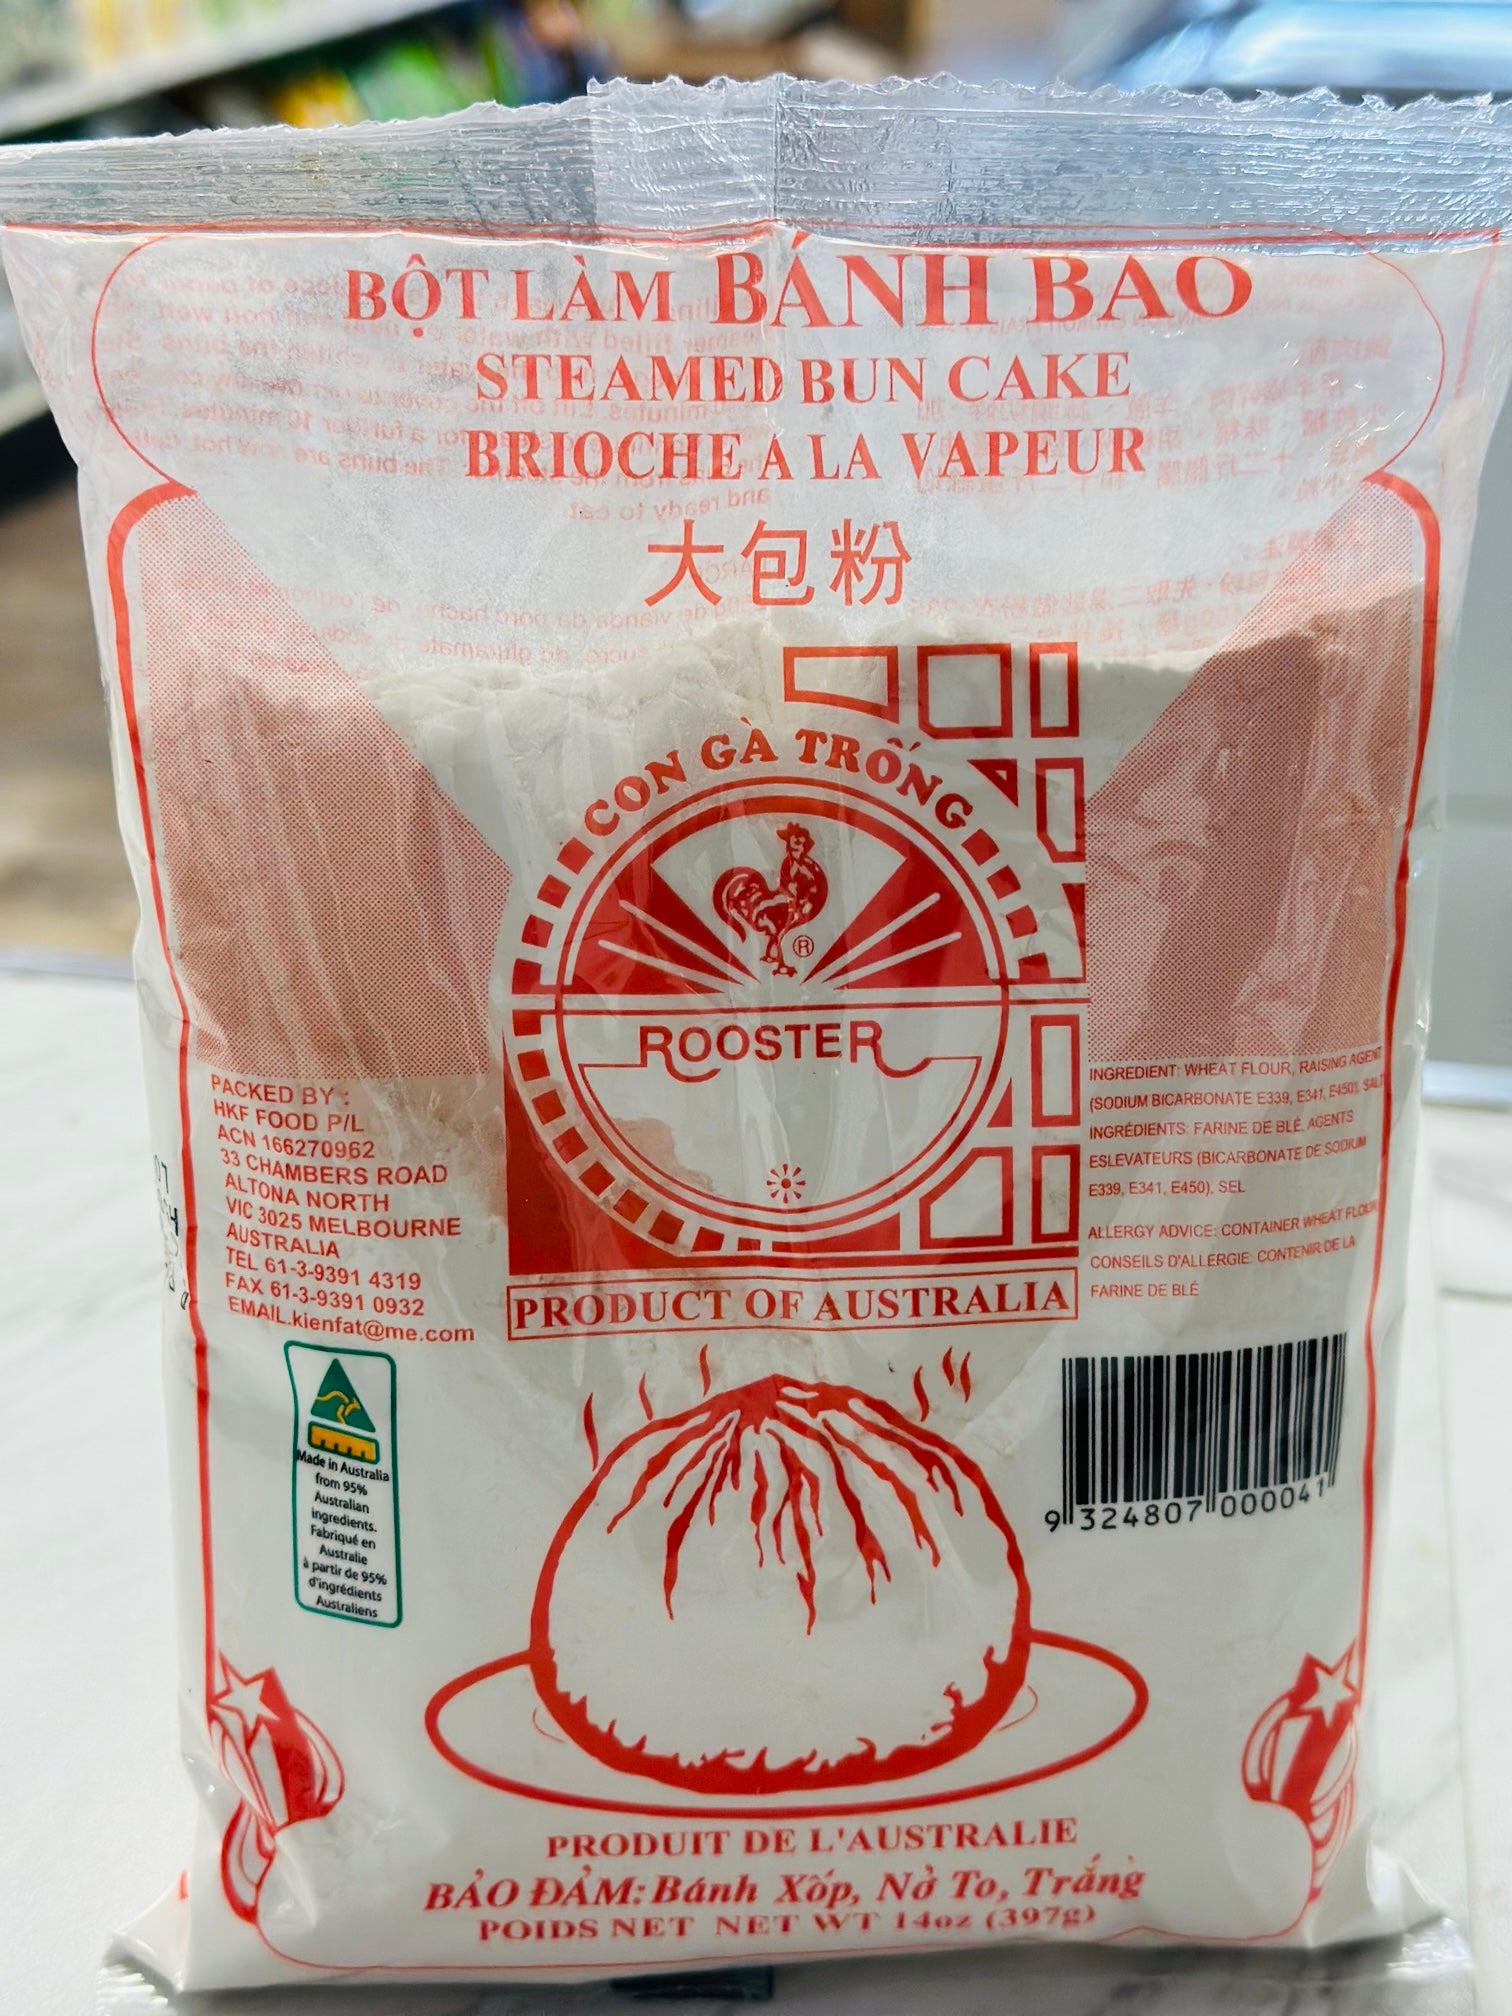 BỘT LÀM BÁNH BAO
STEAMED BUN CAKE
BRIOCHE A LA VAPEUR
大包粉
CON GÀ TRỐNG
®
ROOSTER
PACKED BY :
HKF FOOD P/L
ACN 166270962
33 CHAMBERS ROAD
ALTONA NORTH
VIC 3025 MELBOURNE
AUSTRALIA
TEL 61-3-9391 4319
FAX 61-3-9391 0932
EMAIL.kienfat@me.com
INGREDIENT: WHEAT FLOUR, RAISING AGENT
(SODIUM BICARBONATE E339, E341, E450), SALT
INGRÉDIENTS: FARINE DE BLÉ, AGENTS
ESLEVATEURS (BICARBONATE DE SODIUM
E339, E341, E450), SEL
ALLERGY ADVICE: CONTAINER WHEAT FLOUR
CONSEILS D'ALLERGIE: CONTENIR DE LA
FARINE DE BLÉ
PRODUCT OF AUSTRALIA
Made in Australia
from 95%
Australian
ingredients.
Fabriqué en
Australie
à partir de 95%
d'ingrédients
Australiens
9 324807 000041
PRODUIT DE L'AUSTRALIE
BẢO ĐẢM: Bánh Xốp, Nở To, Trắng
POIDS NET NET WT 14oz (397g)